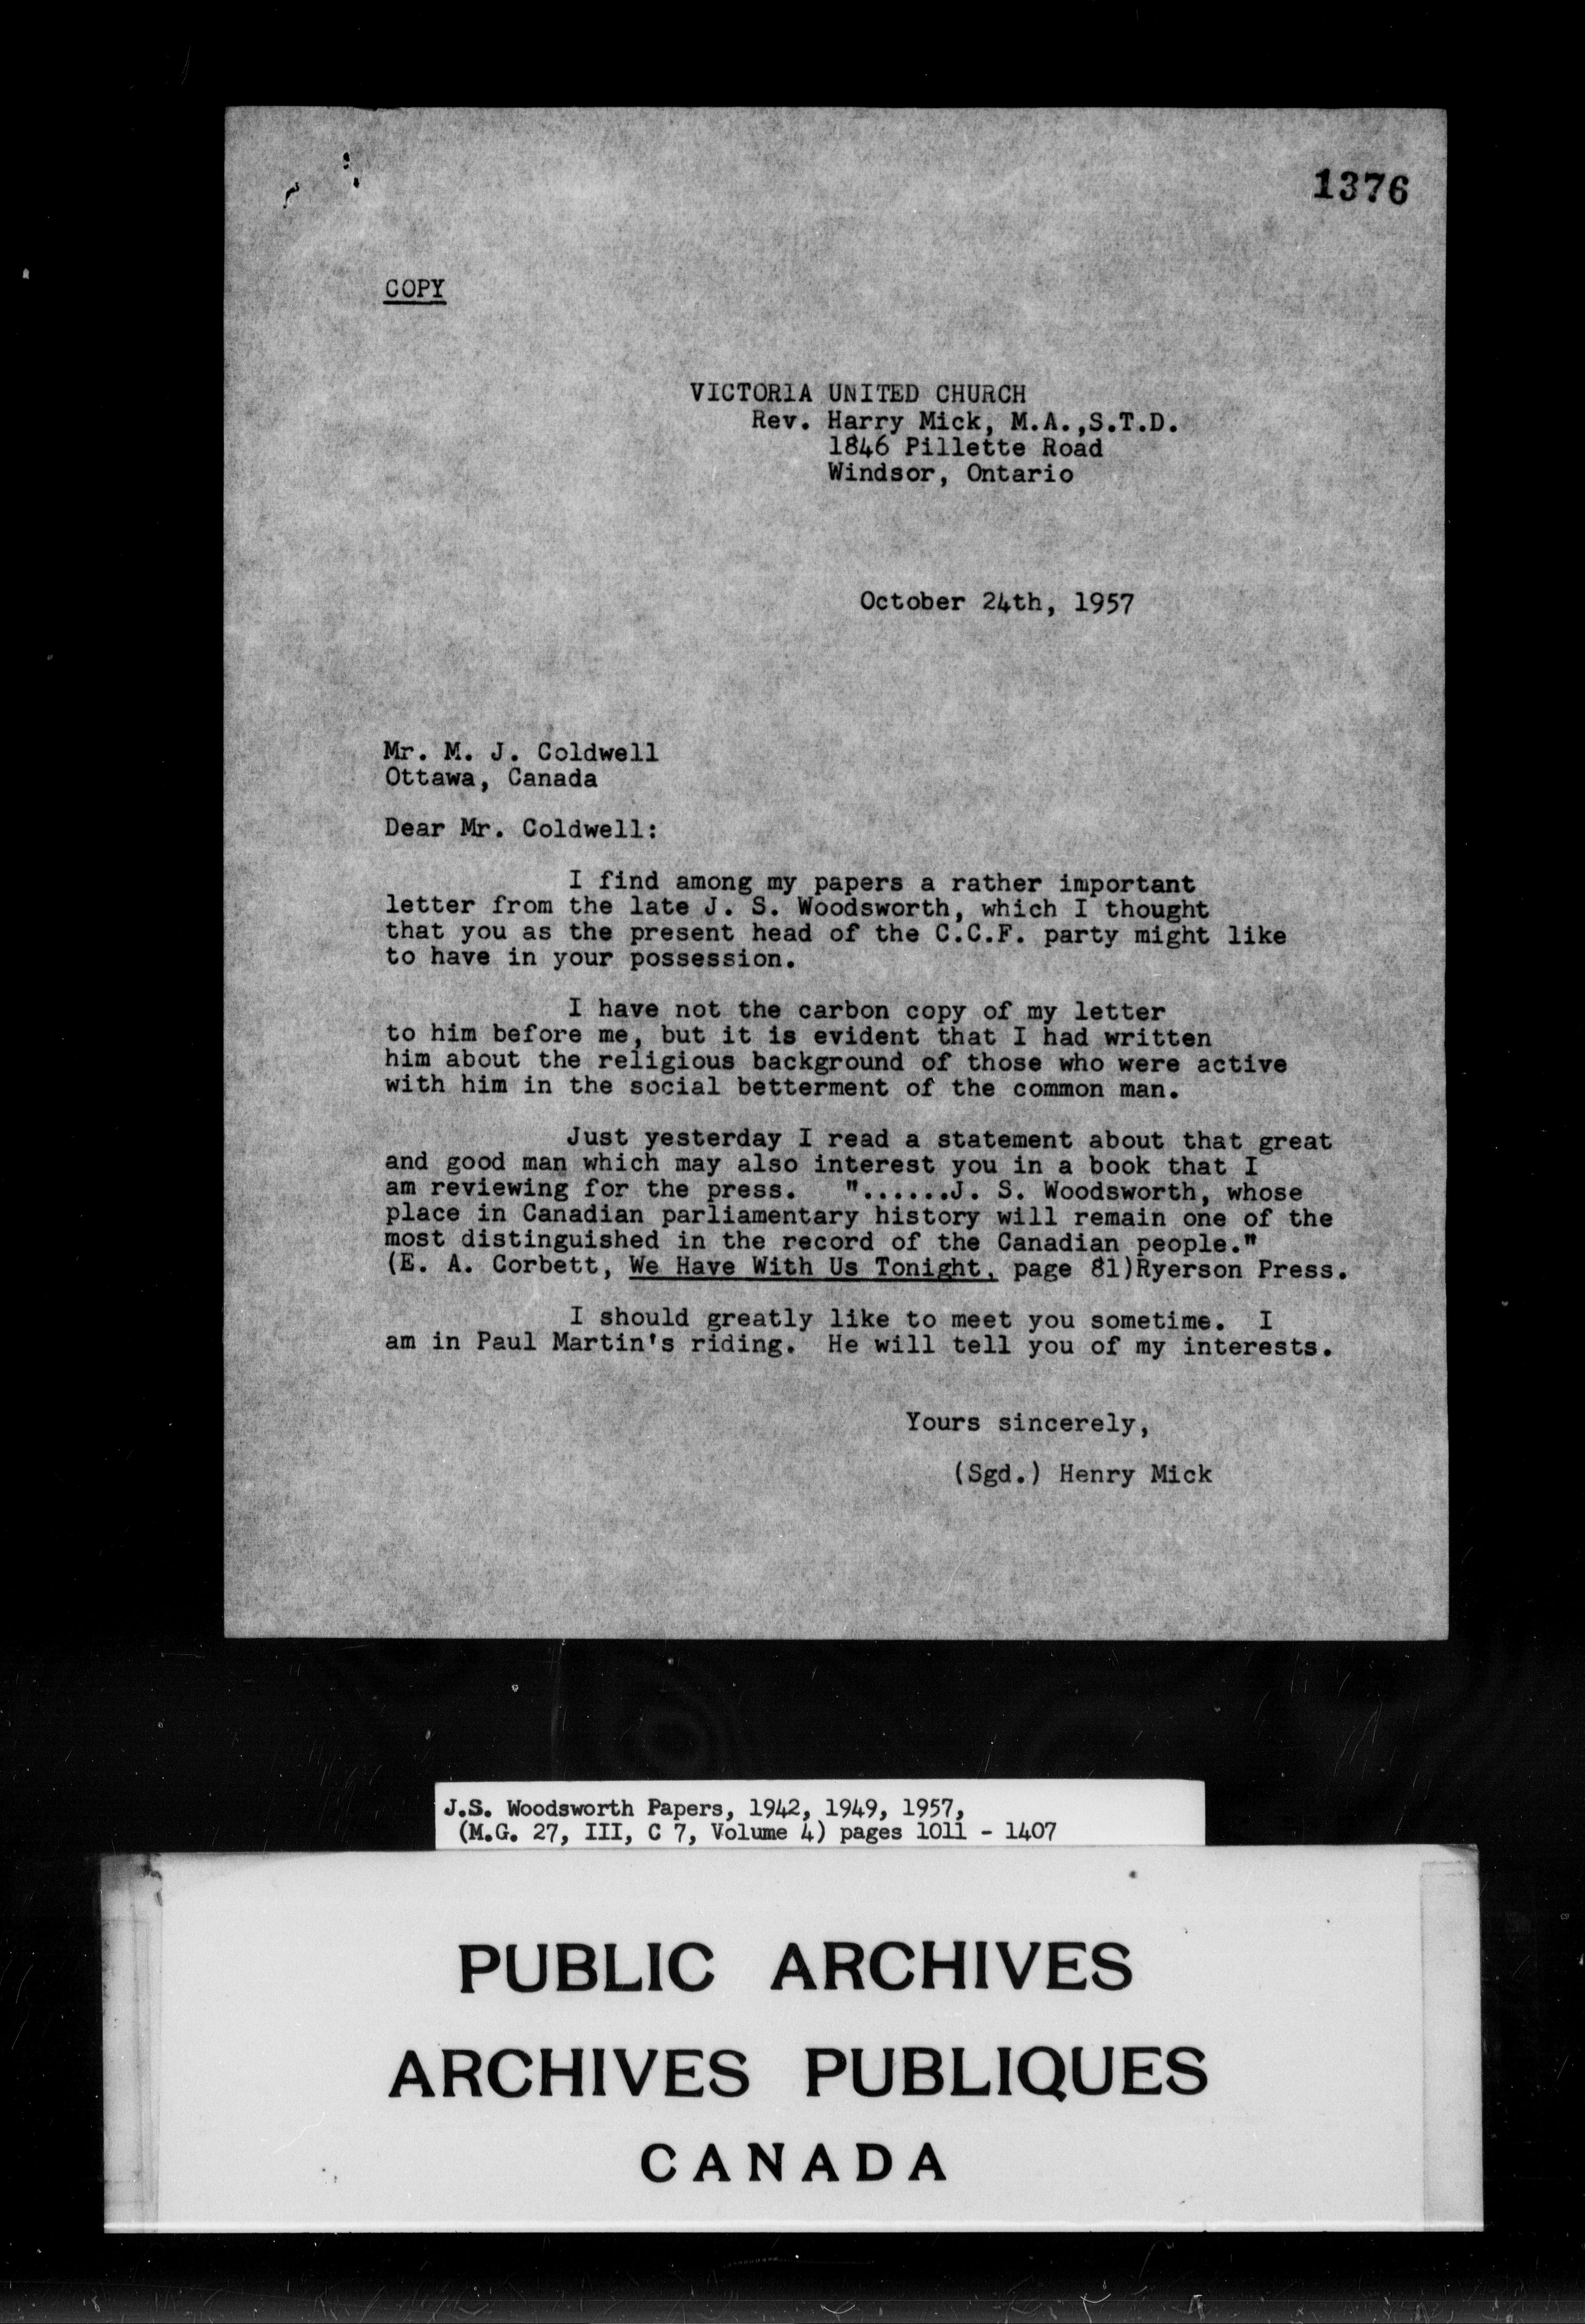 1376
COPY
VICTORIA UNITED CHURCH
Rev. Harry Mick, M.A.,S.T.D.
1846 Pillette Road
Windsor, Ontario
October 24th, 1957
Mr. M. J. Coldwell
Ottawa, Canada
Dear Mr. Coldwell:
I find among my papers a rather important
letter from the late J. S. Woodsworth, which I thought
that you as the present head of the C.C.F. party might like
to have in your possession.
I have not the carbon copy of my letter
to him before me, but it is evident that I had written
him about the religious background of those who were active
with him in the social betterment of the common man.
Just yesterday I read a statement about that great
and good man which may also interest you in a book that I
am reviewing for the press. "......J. S. Woodsworth, whose
place in Canadian parliamentary history will remain one of the
most distinguished in the record of the Canadian people."
(E. A. Corbett, We Have With Us Tonight, page 81)Ryerson Press.
I should greatly like to meet you sometime. I
am in Paul Martin's riding. He will tell you of my interests.
Yours sincerely,
(Sgd.) Henry Mick
J.S. Woodsworth Papers, 1942, 1949, 1957,
(M.G. 27, III, C 7, Volume 4) pages 1011 - 1407
PUBLIC ARCHIVES
ARCHIVES PUBLIQUES
CANADA